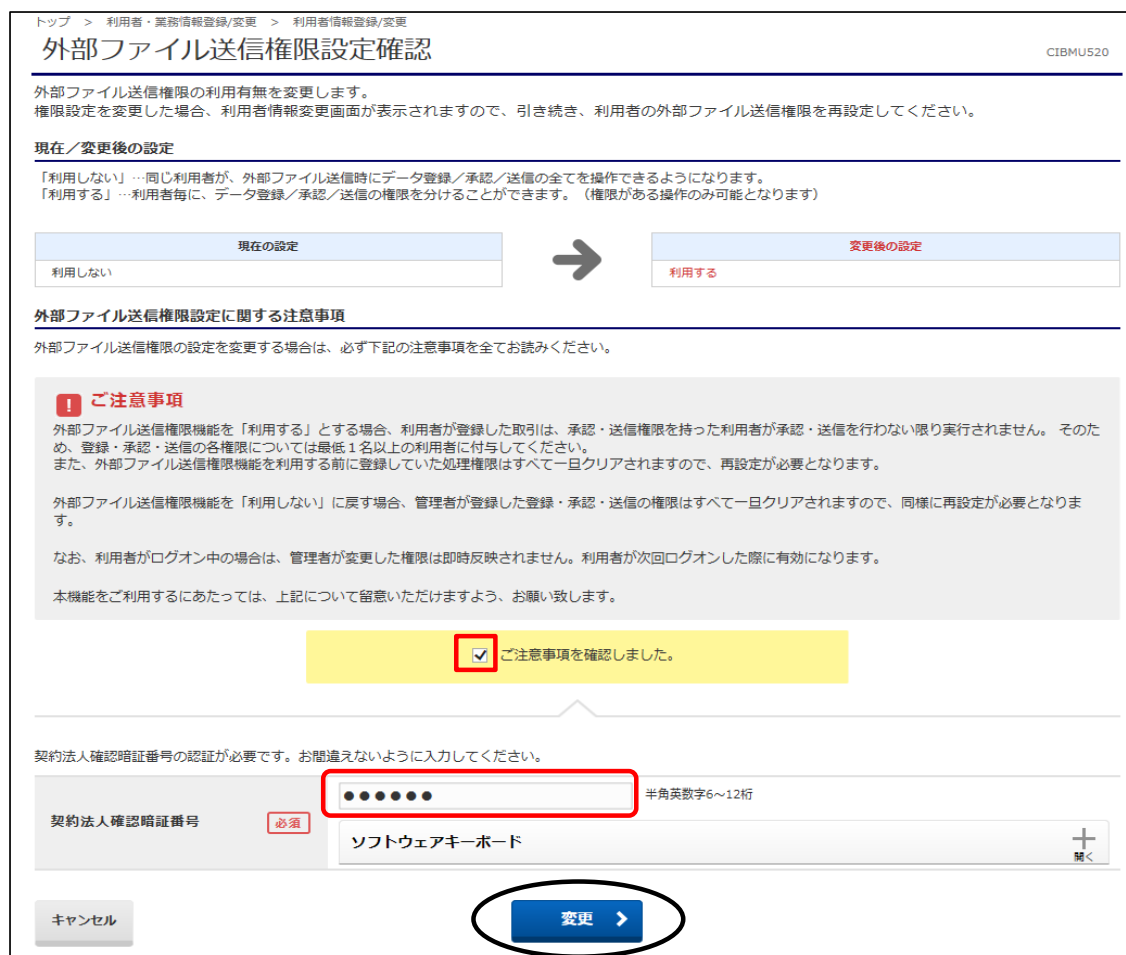 トップ > 利用者・業務情報登録/変更 > 利用者情報登録/変更
外部ファイル送信権限設定確認
CIBMU520
外部ファイル送信権限の利用有無を変更します。
権限設定を変更した場合、利用者情報変更画面が表示されますので、引き続き、利用者の外部ファイル送信権限を再設定してください。
現在／変更後の設定
「利用しない」…同じ利用者が、外部ファイル送信時にデータ登録／承認／送信の全てを操作できるようになります。
「利用する」…利用者毎に、データ登録／承認／送信の権限を分けることができます。（権限がある操作のみ可能となります）
現在の設定
利用しない
変更後の設定
利用する
外部ファイル送信権限設定に関する注意事項
外部ファイル送信権限の設定を変更する場合は、必ず下記の注意事項を全てお読みください。
! ご注意事項
外部ファイル送信権限機能を「利用する」とする場合、利用者が登録した取引は、承認・送信権限を持った利用者が承認・送信を行わない限り実行されません。 そのた
め、登録・承認・送信の各権限については最低１名以上の利用者に付与してください。
また、外部ファイル送信権限機能を利用する前に登録していた処理権限はすべて一旦クリアされますので、再設定が必要となります。
外部ファイル送信権限機能を「利用しない」に戻す場合、管理者が登録した登録・承認・送信の権限はすべて一旦クリアされますので、同様に再設定が必要となりま
す。
なお、利用者がログオン中の場合は、管理者が変更した権限は即時反映されません。利用者が次回ログオンした際に有効になります。
本機能をご利用するにあたっては、上記について留意いただけますよう、お願い致します。
ご注意事項を確認しました。
契約法人確認暗証番号の認証が必要です。お間違えないように入力してください。
契約法人確認暗証番号
必須
●●●●●●
半角英数字6～12桁
ソフトウェアキーボード
開く
キャンセル
変更